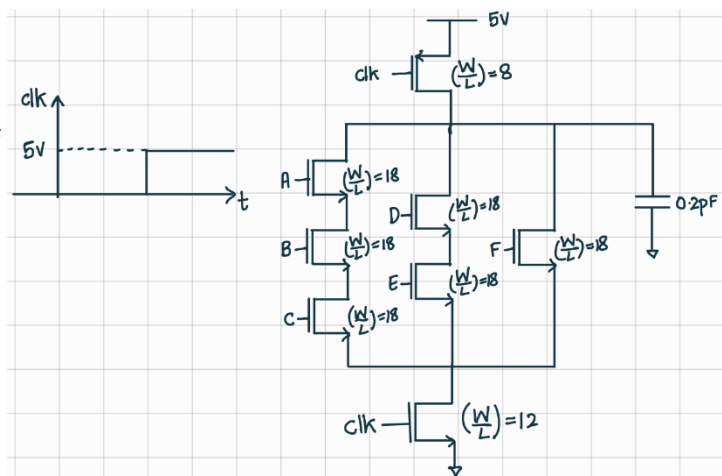 5V
clk
(W/L)=8
clk
5V
t
A
(W/L)=18
B
(W/L)=18
C
(W/L)=18
D
(W/L)=18
E
(W/L)=18
F
(W/L)=18
0.2pF
clk
(W/L)=12